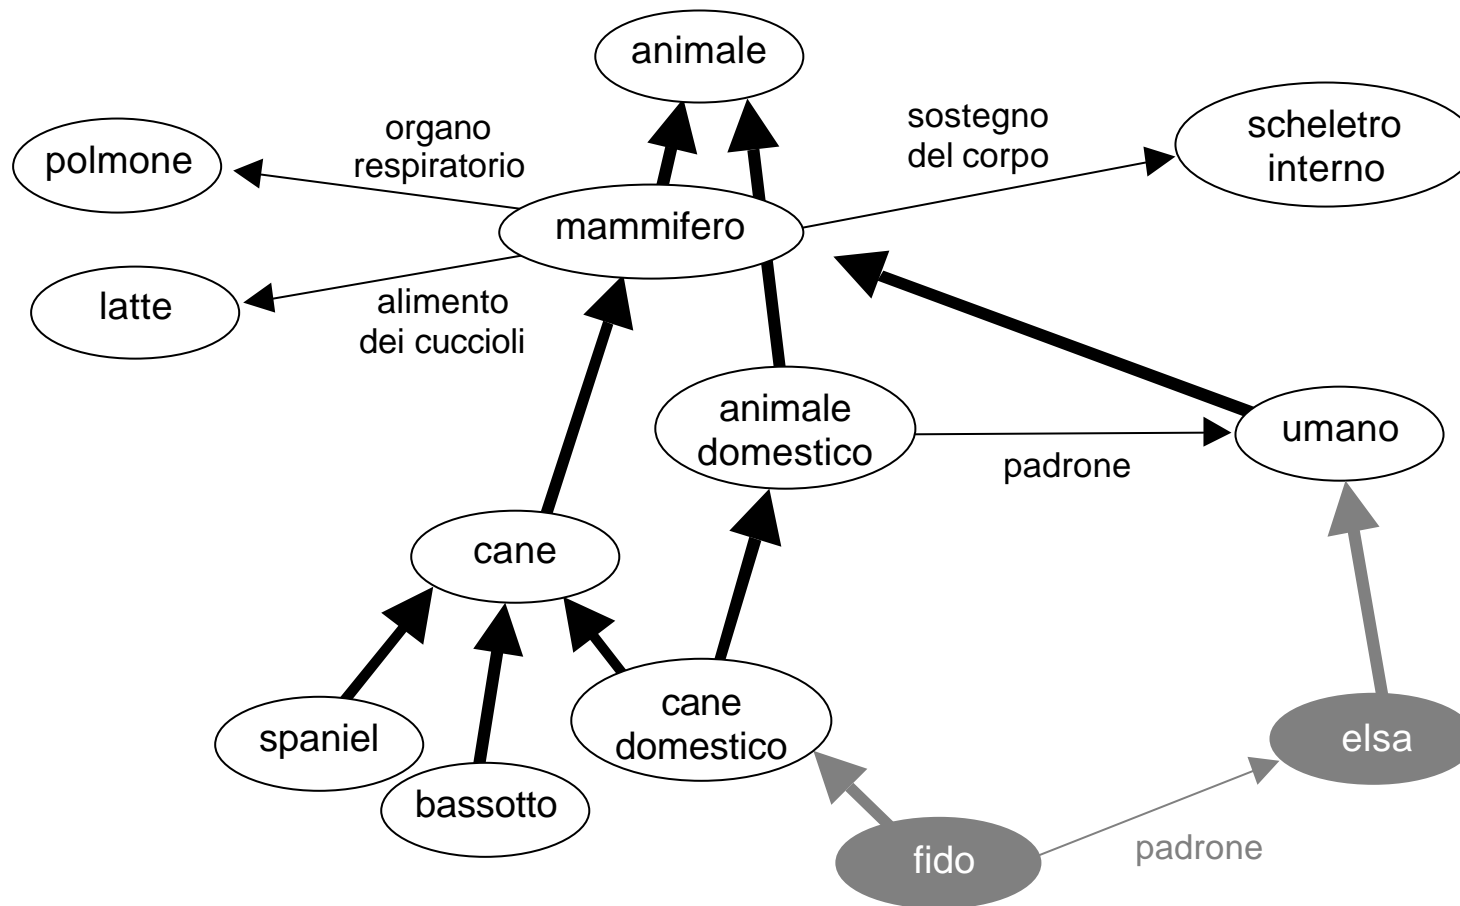 animale
organo
respiratorio
sostegno
del corpo
scheletro
interno
polmone
mammifero
latte
alimento
dei cuccioli
animale
domestico
umano
padrone
cane
cane
domestico
spaniel
elsa
bassotto
fido
padrone